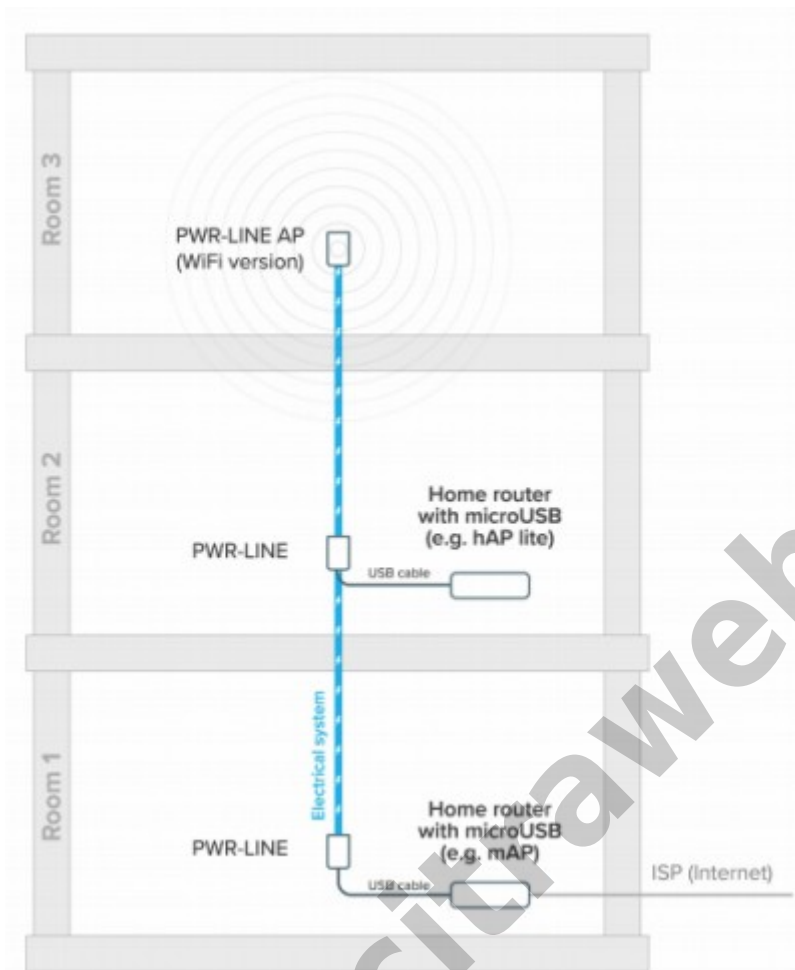 Room 3
PWR-LINE AP
(WiFi version)
Room 2
Home router
with microUSB
(e.g. hAP lite)
PWR-LINE
USB cable
Electrical system
Room 1
Home router
with microUSB
(e.g. mAP)
PWR-LINE
USB cable
ISP (Internet)
citraweb